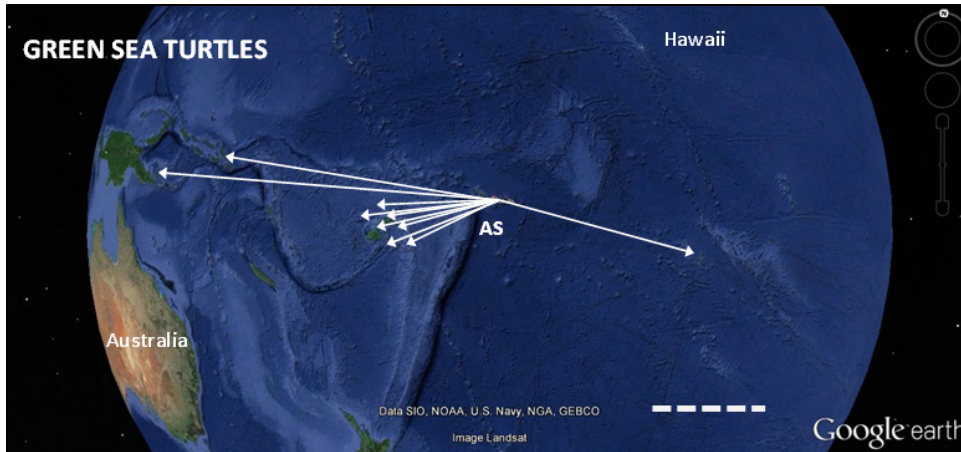 Hawaii
GREEN SEA TURTLES
N
AS
Australia
Data SIO, NOAA, U.S. Navy, NGA, GEBCO
Image Landsat
Google earth